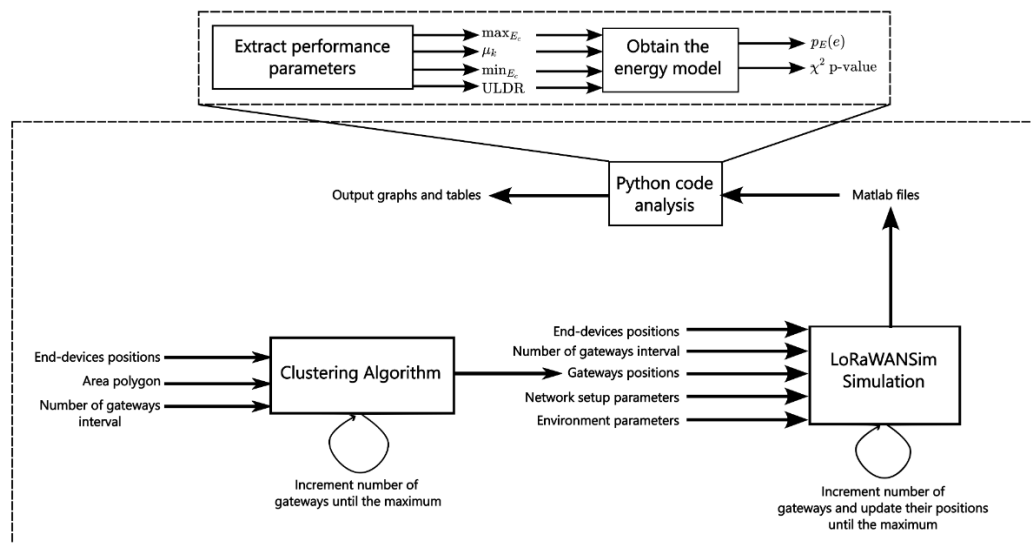 Extract performance
parameters
max_{E_c}
μ_k
min_{E_c}
ULDR
Obtain the
energy model
p_E(e)
χ² p-value
Output graphs and tables
Python code
analysis
Matlab files
End-devices positions
Area polygon
Number of gateways
interval
Clustering Algorithm
Increment number of
gateways until the maximum
End-devices positions
Number of gateways interval
Gateways positions
Network setup parameters
Environment parameters
LoRaWANSim
Simulation
Increment number of
gateways and update their positions
until the maximum